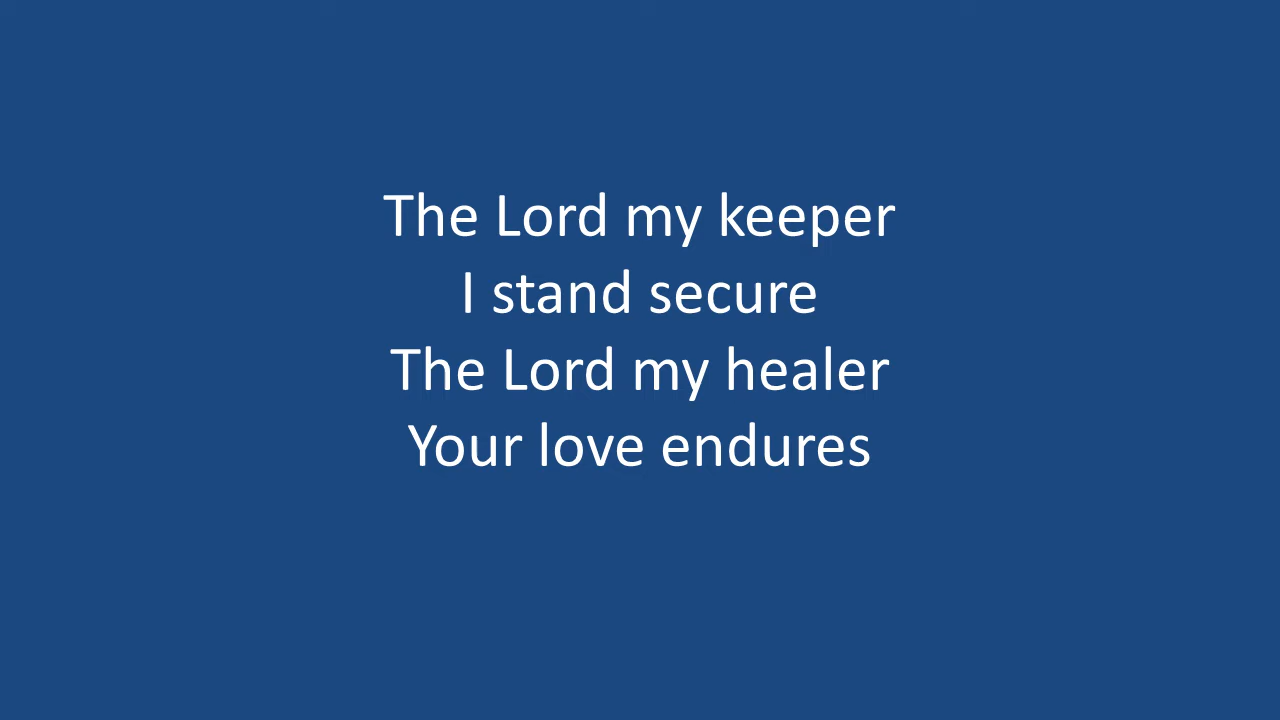 The Lord my keeper
I stand secure
The Lord my healer
Your love endures